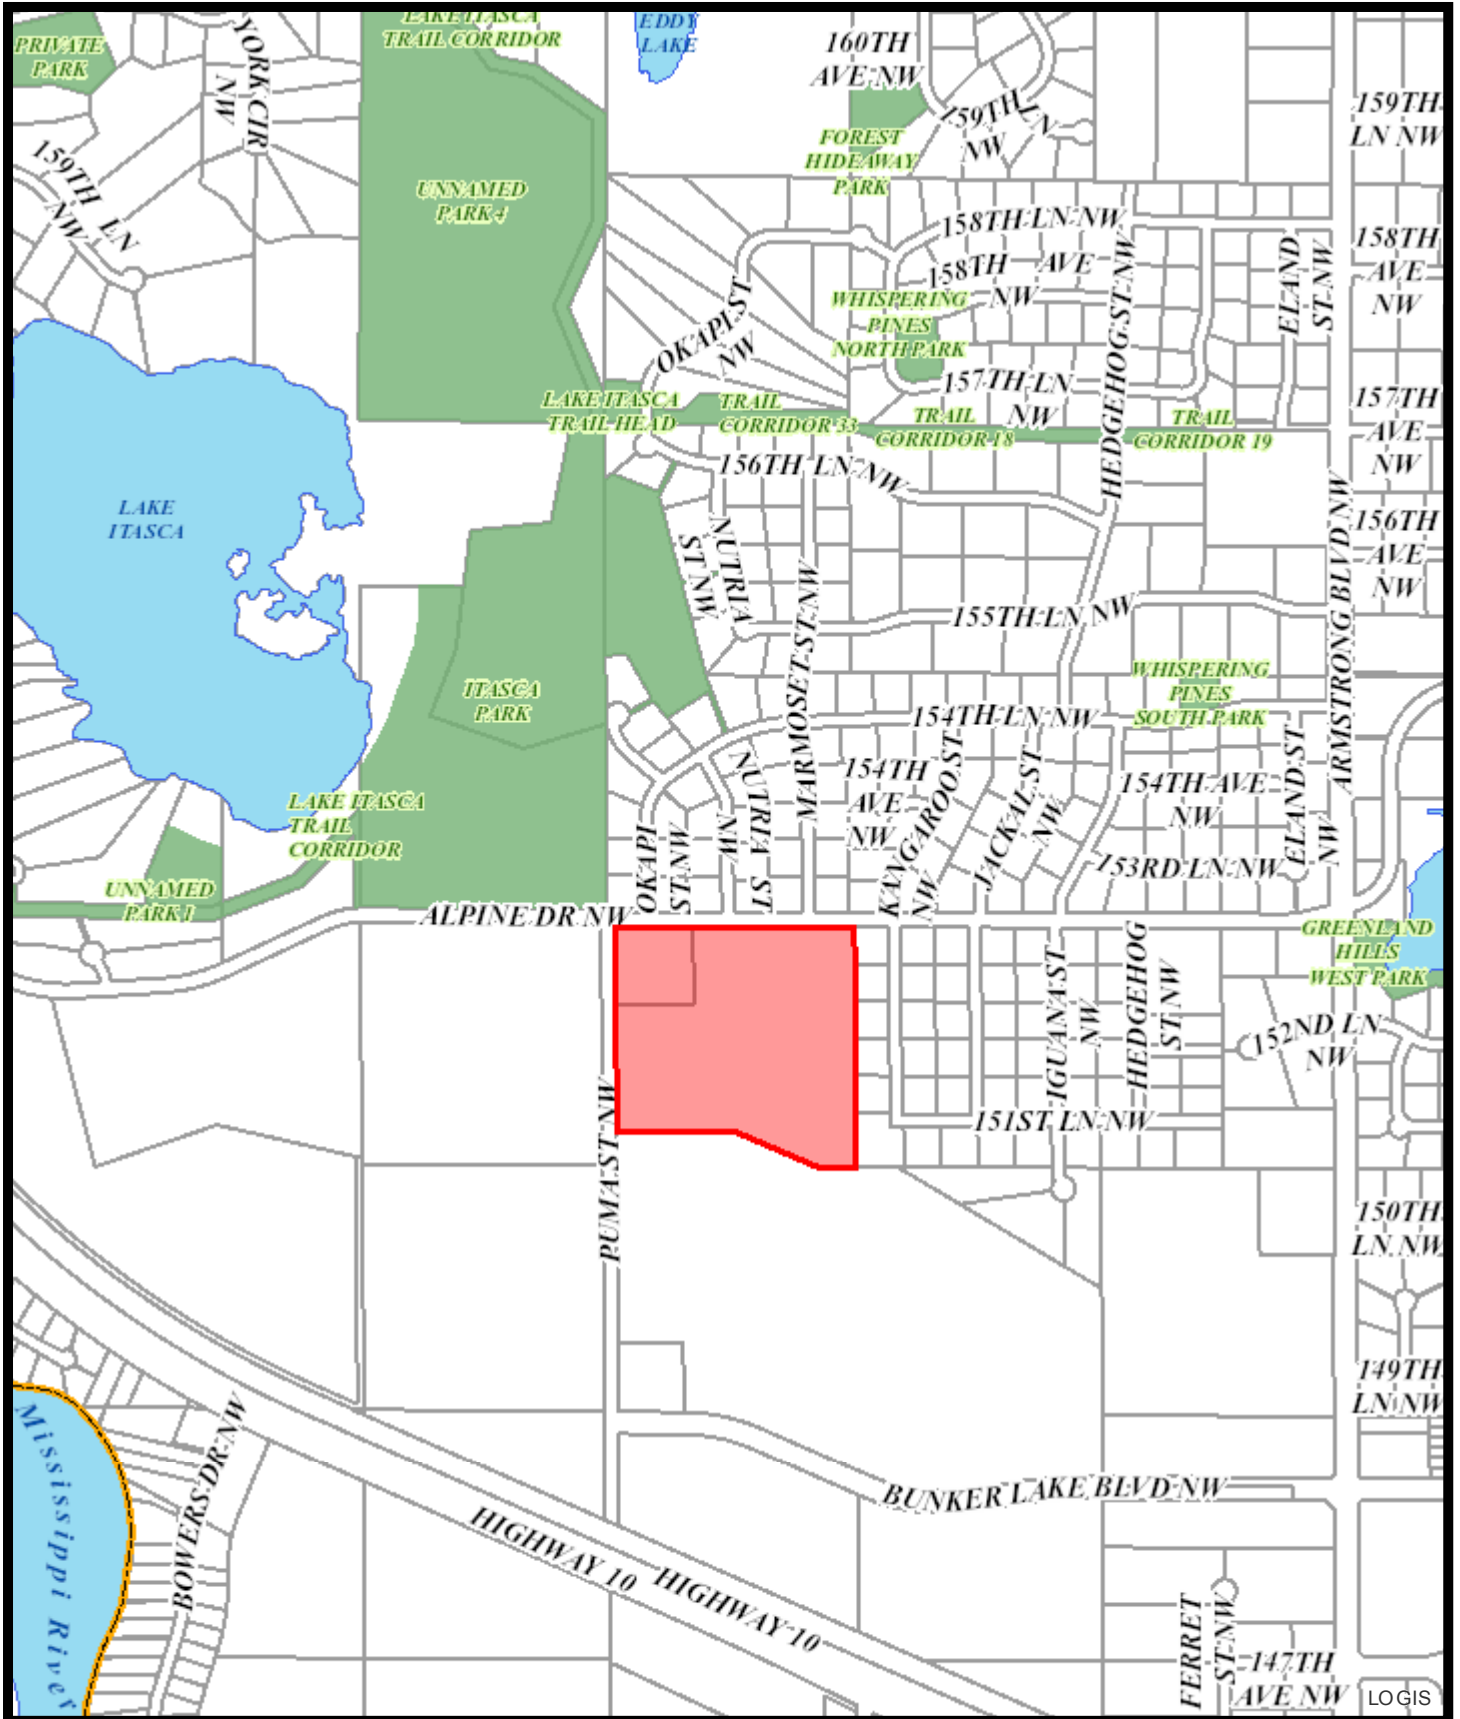 LAKE ITASCA
TRAIL CORRIDOR
EDDY
LAKE
PRIVATE
PARK
YORK CIR
NW
160TH
AVE NW
159TH LN
NW
159TH
LN NW
FOREST
HIDEAWAY
PARK
159TH LN
NW
UNNAMED
PARK 4
158TH LN NW
158TH AVE
NW
HEDGEHOG ST NW
ELAND
ST NW
158TH
AVE
NW
WHISPERING
PINES
NORTH PARK
OKAPI ST
NW
157TH LN
NW
157TH
AVE
NW
LAKE ITASCA
TRAIL HEAD
TRAIL
CORRIDOR 33
TRAIL
CORRIDOR 18
TRAIL
CORRIDOR 19
156TH LN NW
LAKE
ITASCA
NUTRIA
ST NW
156TH
AVE
NW
ARMSTRONG BLVD NW
MARMOSET ST NW
155TH LN NW
ITASCA
PARK
WHISPERING
PINES
SOUTH PARK
154TH LN NW
154TH
AVE
NW
KANGAROO ST
NW
JACKAL ST
NW
154TH AVE
NW
ELAND ST
NW
NUTRIA ST
NW
LAKE ITASCA
TRAIL
CORRIDOR
OKAPI
ST NW
153RD LN NW
UNNAMED
PARK 1
ALPINE DR NW
GREENLAND
HILLS
WEST PARK
IGUANA ST
NW
HEDGEHOG
ST NW
152ND LN
NW
151ST LN NW
PUMA ST NW
150TH
LN NW
149TH
LN NW
Mississippi River
BOWERS DR NW
BUNKER LAKE BLVD NW
HIGHWAY 10
HIGHWAY 10
FERRET
ST NW
147TH
AVE NW
LOGIS